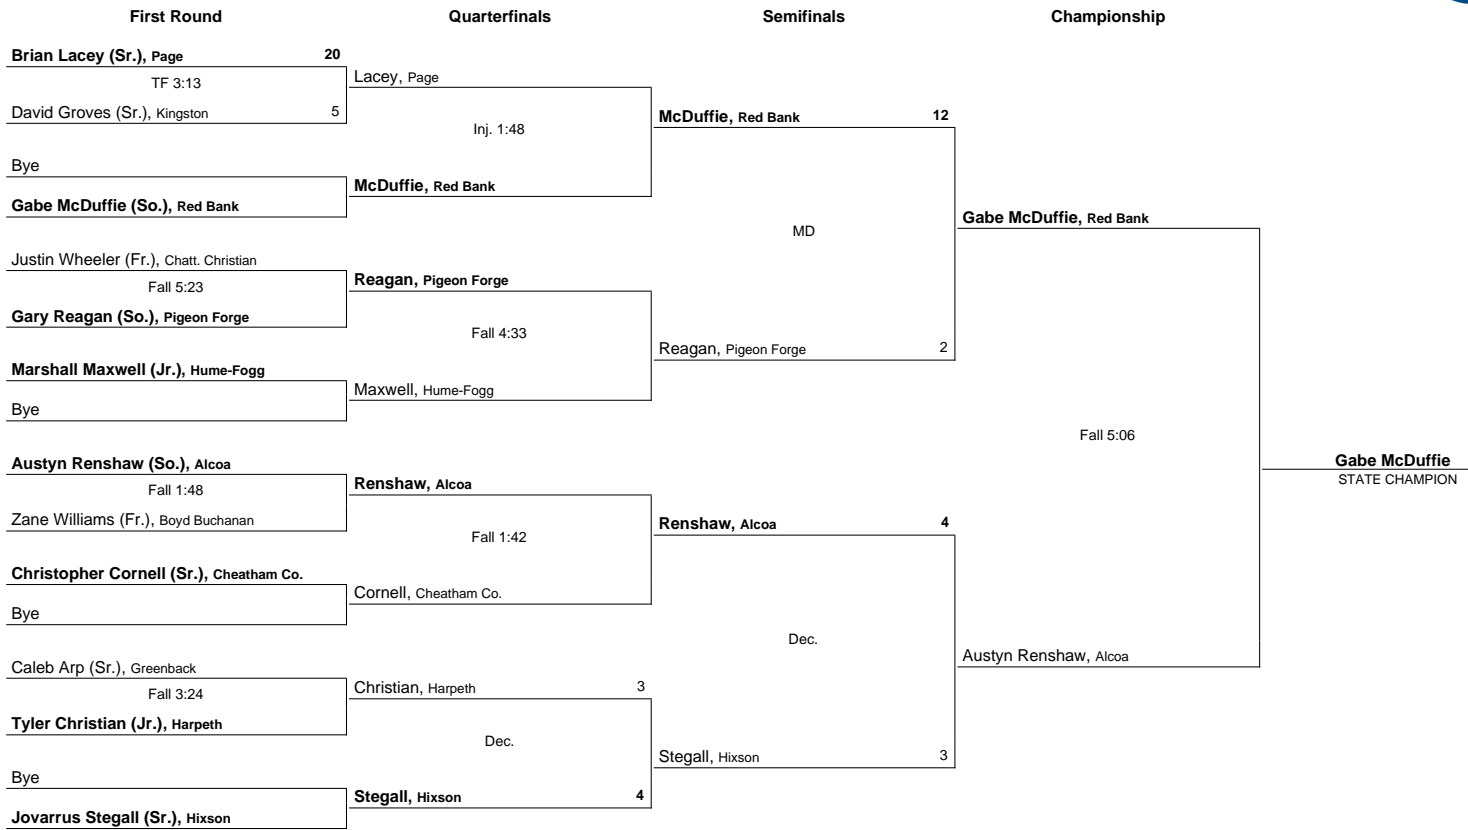 First Round Quarterfinals Semifinals Championship
Brian Lacey (Sr.), Page 20
TF 3:13
David Groves (Sr.), Kingston 5
Bye
Gabe McDuffie (So.), Red Bank
Justin Wheeler (Fr.), Chatt. Christian
Fall 5:23
Gary Reagan (So.), Pigeon Forge
Marshall Maxwell (Jr.), Hume-Fogg
Bye
Austyn Renshaw (So.), Alcoa
Fall 1:48
Zane Williams (Fr.), Boyd Buchanan
Christopher Cornell (Sr.), Cheatham Co.
Bye
Caleb Arp (Sr.), Greenback
Fall 3:24
Tyler Christian (Jr.), Harpeth
Bye
Jovarrus Stegall (Sr.), Hixson
Lacey, Page
Inj. 1:48
McDuffie, Red Bank
Reagan, Pigeon Forge
Fall 4:33
Maxwell, Hume-Fogg
Renshaw, Alcoa
Fall 1:42
Cornell, Cheatham Co.
Christian, Harpeth 3
Dec.
Stegall, Hixson 4
McDuffie, Red Bank 12
MD
Reagan, Pigeon Forge 2
Renshaw, Alcoa 4
Dec.
Stegall, Hixson 3
Gabe McDuffie, Red Bank
Fall 5:06
Austyn Renshaw, Alcoa
Gabe McDuffie
STATE CHAMPION